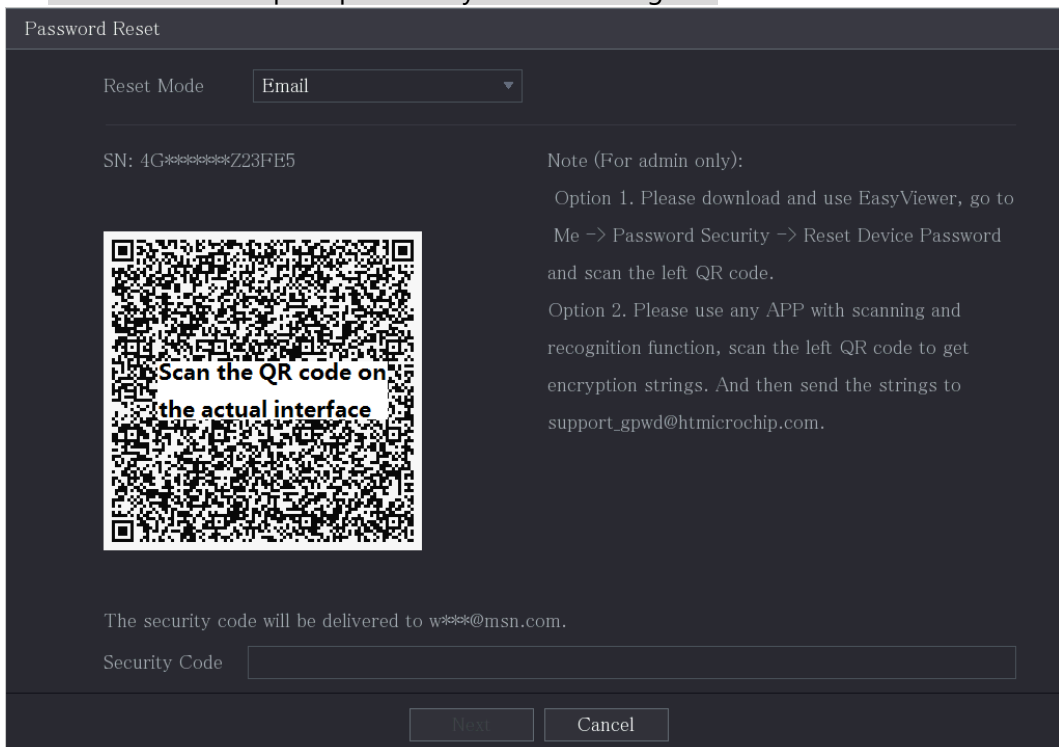 Password Reset
Reset Mode Email
SN: 4G*******Z23FE5
Note (For admin only):
Option 1. Please download and use EasyViewer, go to
Me -> Password Security -> Reset Device Password
and scan the left QR code.
Option 2. Please use any APP with scanning and
recognition function, scan the left QR code to get
encryption strings. And then send the strings to
support_gpwd@htmicrochip.com.
Scan the QR code on
the actual interface
The security code will be delivered to w***@msn.com.
Security Code
Next Cancel